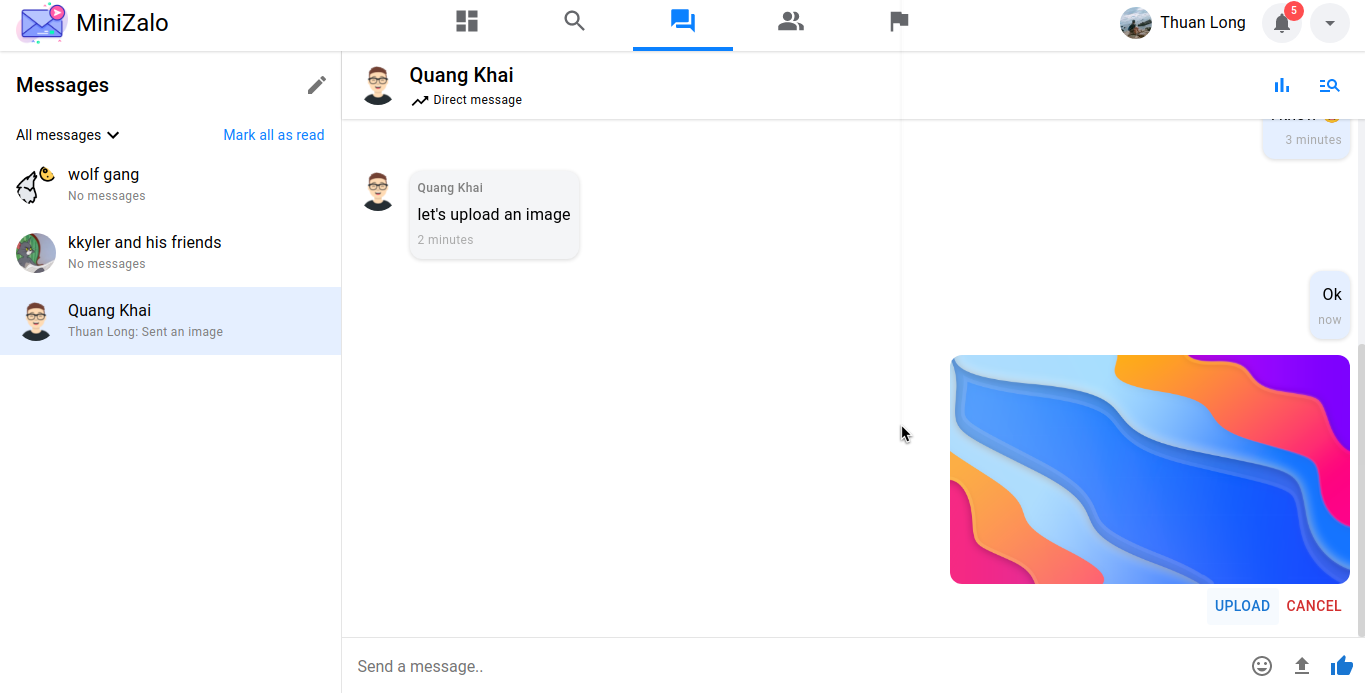 MiniZalo
Thuan Long
5
Messages
All messages
Mark all as read
wolf gang
No messages
kkyler and his friends
No messages
Quang Khai
Thuan Long: Sent an image
Quang Khai
Direct message
3 minutes
Quang Khai
let's upload an image
2 minutes
Ok
now
UPLOAD CANCEL
Send a message..